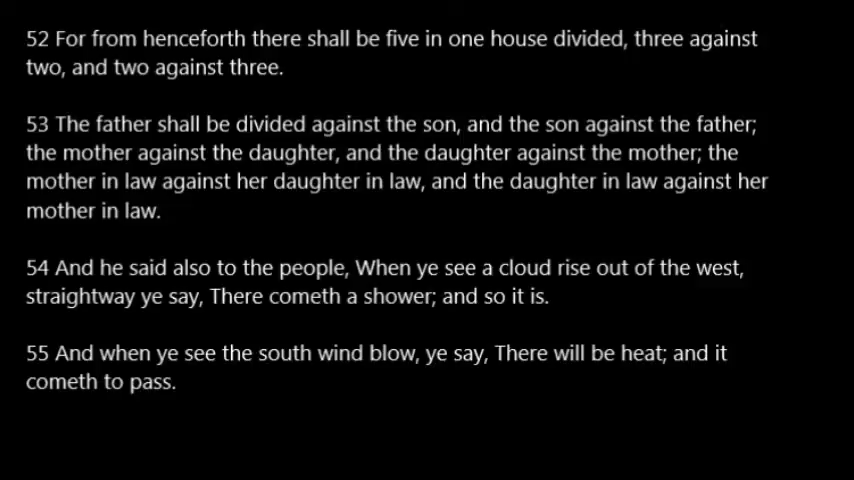 52 For from henceforth there shall be five in one house divided, three against
two, and two against three.
53 The father shall be divided against the son, and the son against the father;
the mother against the daughter, and the daughter against the mother; the
mother in law against her daughter in law, and the daughter in law against her
mother in law.
54 And he said also to the people, When ye see a cloud rise out of the west,
straightway ye say, There cometh a shower; and so it is.
55 And when ye see the south wind blow, ye say, There will be heat; and it
cometh to pass.